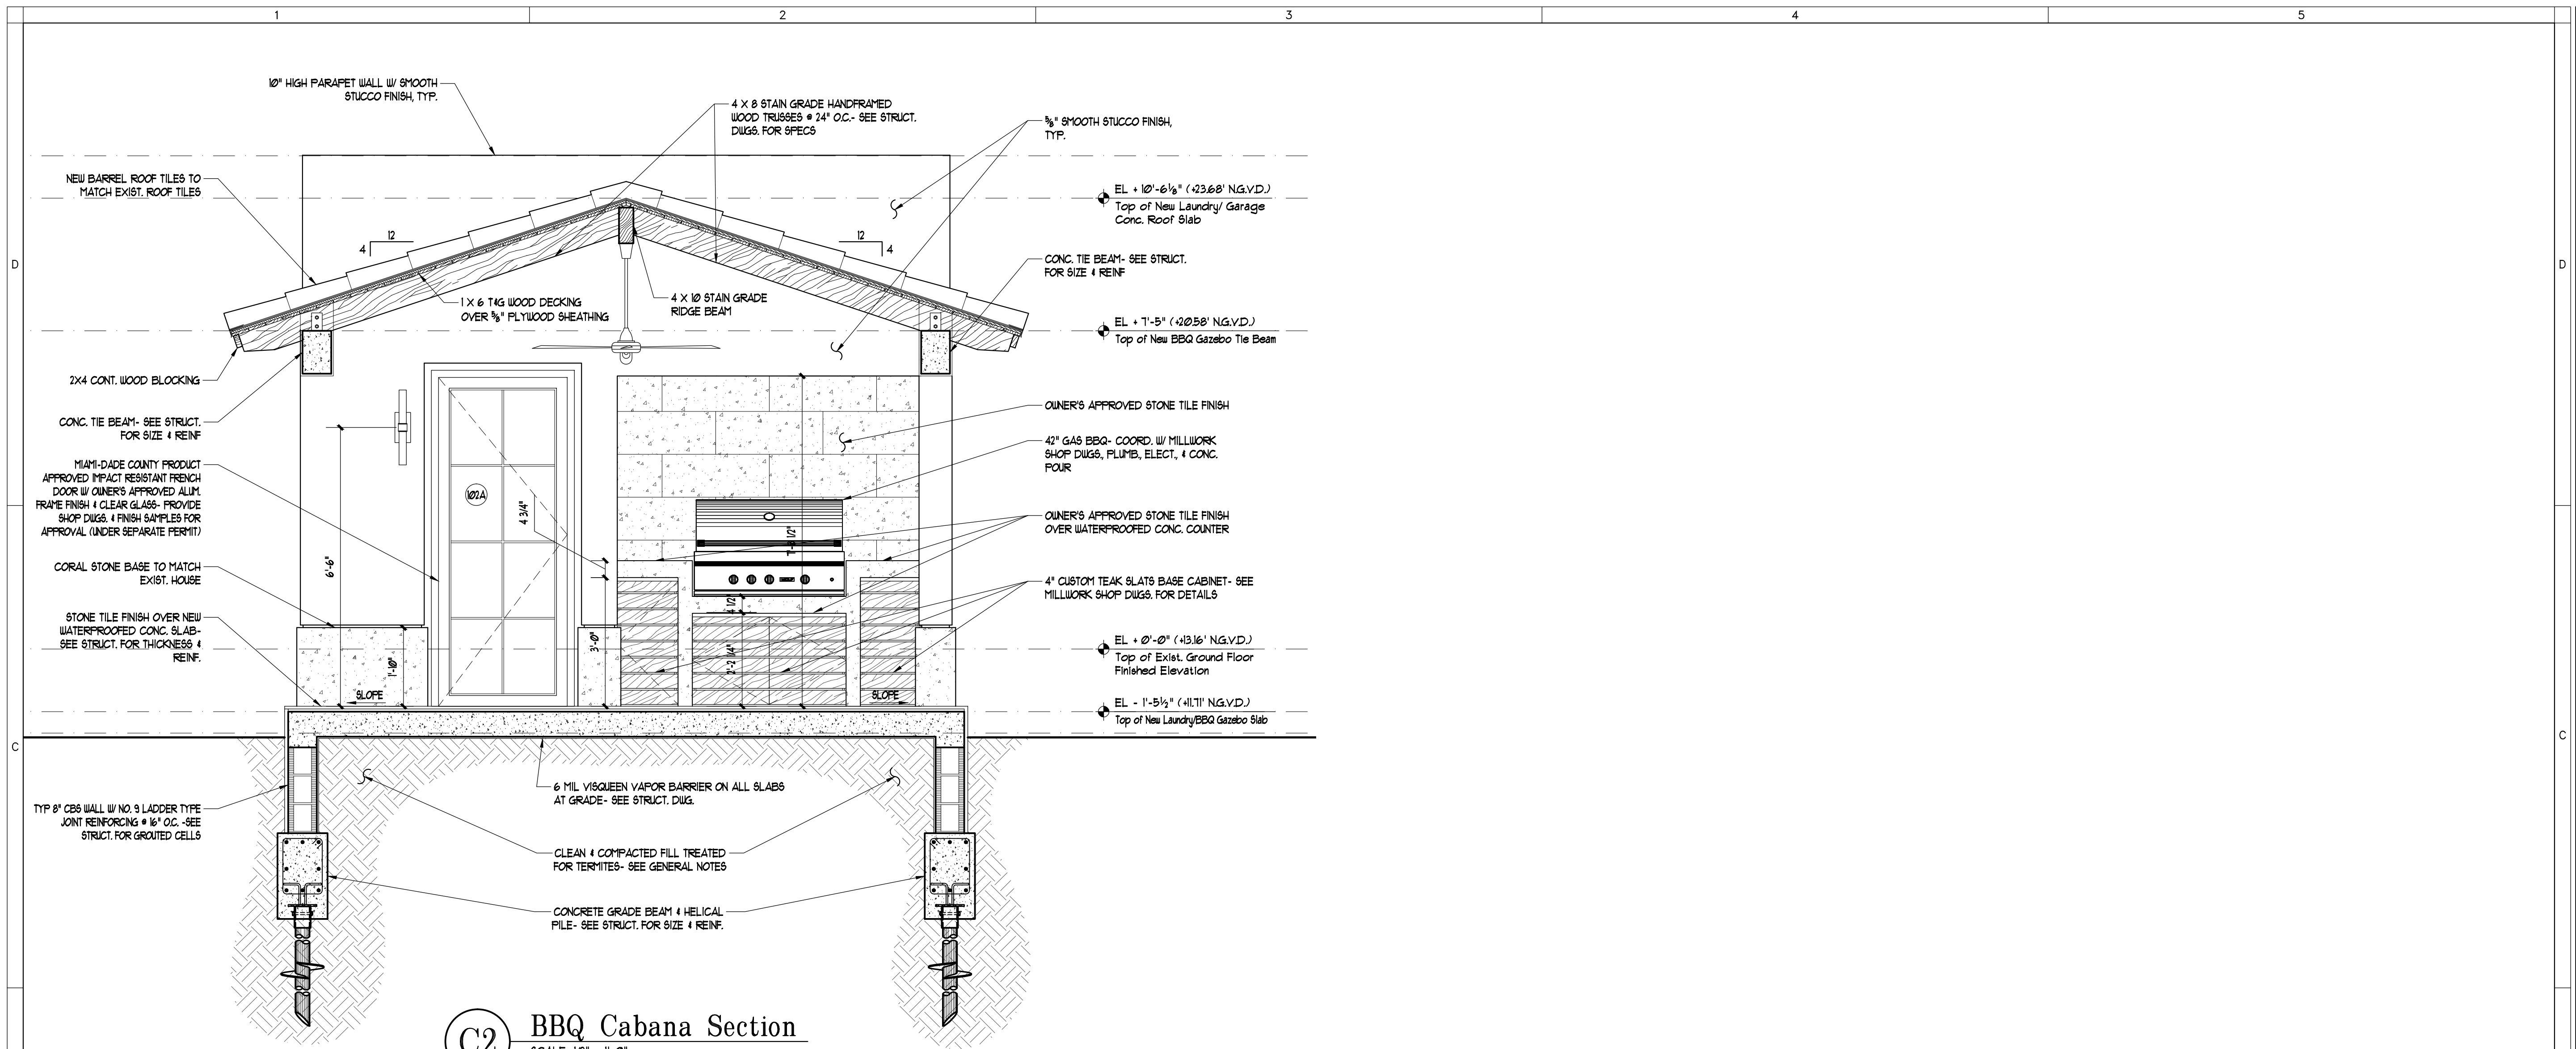 1
2
3
4
5
D
D
C
C
10" HIGH PARAPET WALL W/ SMOOTH
STUCCO FINISH, TYP.
4 X 8 STAIN GRADE HANDFRAMED
WOOD TRUSSES @ 24" O.C.- SEE STRUCT.
DWGS. FOR SPECS
5/8" SMOOTH STUCCO FINISH,
TYP.
NEW BARREL ROOF TILES TO
MATCH EXIST. ROOF TILES
EL + 10'-6 1/8" (+23.68' N.G.V.D.)
Top of New Laundry/ Garage
Conc. Roof Slab
12
4
12
4
CONC. TIE BEAM- SEE STRUCT.
FOR SIZE & REINF
1 X 6 T&G WOOD DECKING
OVER 5/8" PLYWOOD SHEATHING
4 X 10 STAIN GRADE
RIDGE BEAM
EL + 7'-5" (+20.58' N.G.V.D.)
Top of New BBQ Gazebo Tie Beam
2X4 CONT. WOOD BLOCKING
CONC. TIE BEAM- SEE STRUCT.
FOR SIZE & REINF
OWNER'S APPROVED STONE TILE FINISH
42" GAS BBQ- COORD. W/ MILLWORK
SHOP DWGS., PLUMB., ELECT., & CONC.
POUR
MIAMI-DADE COUNTY PRODUCT
APPROVED IMPACT RESISTANT FRENCH
DOOR W/ OWNER'S APPROVED ALUM.
FRAME FINISH & CLEAR GLASS- PROVIDE
SHOP DWGS. & FINISH SAMPLES FOR
APPROVAL (UNDER SEPARATE PERMIT)
102A
4 3/4"
7'-8 1/2"
6'-6"
OWNER'S APPROVED STONE TILE FINISH
OVER WATERPROOFED CONC. COUNTER
CORAL STONE BASE TO MATCH
EXIST. HOUSE
4" CUSTOM TEAK SLATS BASE CABINET- SEE
MILLWORK SHOP DWGS. FOR DETAILS
4 1/2"
STONE TILE FINISH OVER NEW
WATERPROOFED CONC. SLAB-
SEE STRUCT. FOR THICKNESS &
REINF.
1'-10"
3'-0"
2'-2 1/4"
EL + 0'-0" (+13.16' N.G.V.D.)
Top of Exist. Ground Floor
Finished Elevation
SLOPE
SLOPE
EL - 1'-5 1/2" (+11.71' N.G.V.D.)
Top of New Laundry/BBQ Gazebo Slab
6 MIL VISQUEEN VAPOR BARRIER ON ALL SLABS
AT GRADE- SEE STRUCT. DWG.
TYP 8" CBS WALL W/ NO. 9 LADDER TYPE
JOINT REINFORCING @ 16" O.C. -SEE
STRUCT. FOR GROUTED CELLS
CLEAN & COMPACTED FILL TREATED
FOR TERMITES- SEE GENERAL NOTES
CONCRETE GRADE BEAM & HELICAL
PILE- SEE STRUCT. FOR SIZE & REINF.
C2
BBQ Cabana Section